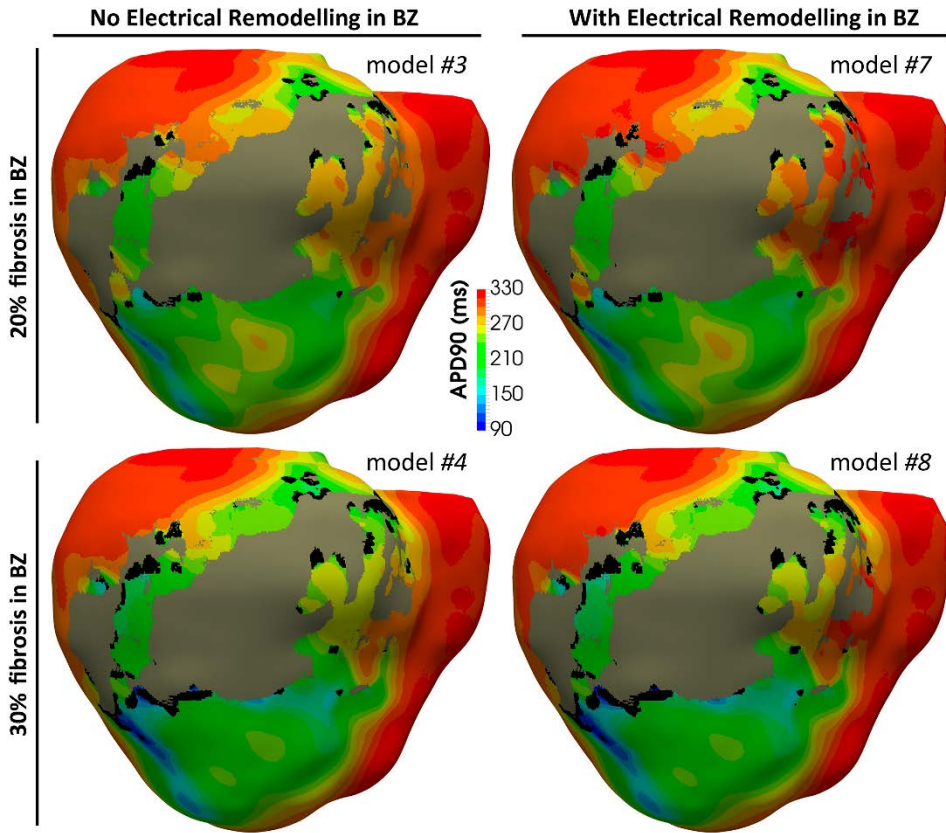 No Electrical Remodelling in BZ
With Electrical Remodelling in BZ
20% fibrosis in BZ
model #3
model #7
APD90 (ms)
330
270
210
150
90
30% fibrosis in BZ
model #4
model #8